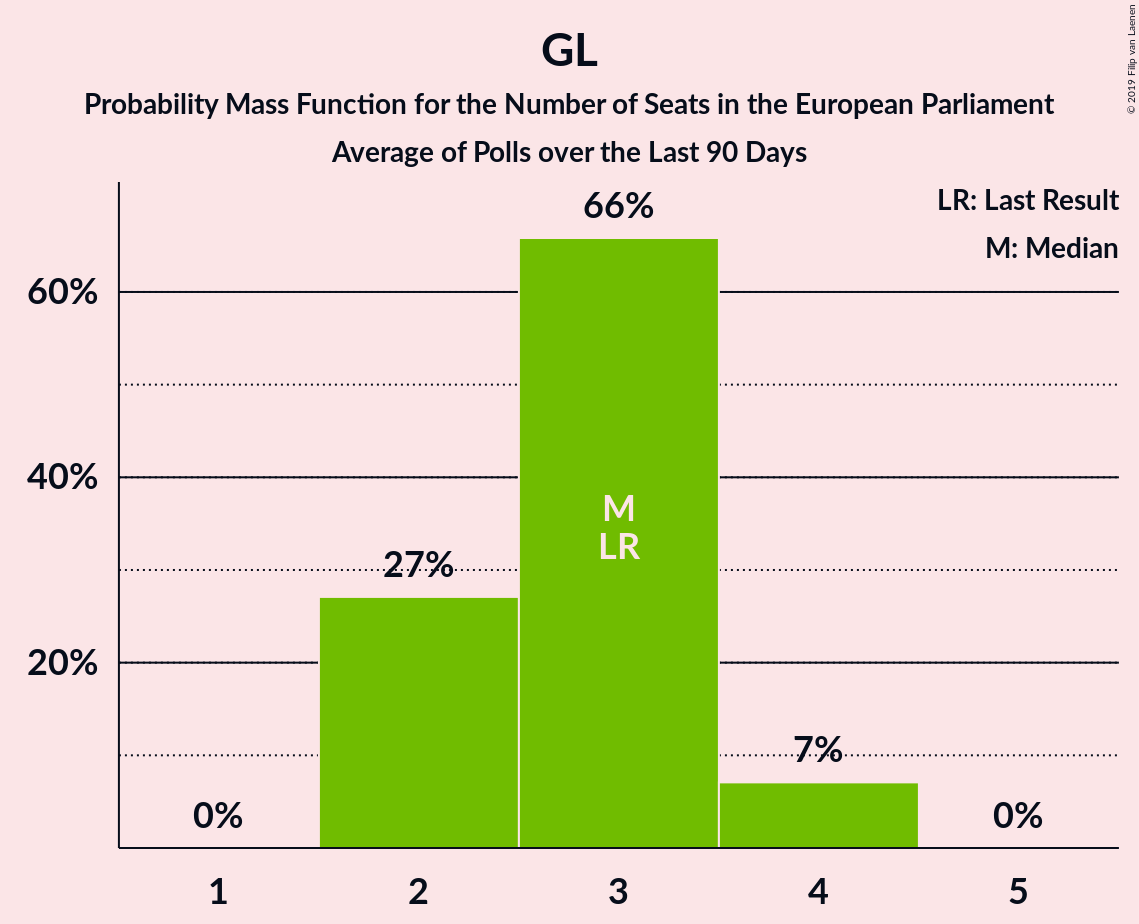 GL
Probability Mass Function for the Number of Seats in the European Parliament
Average of Polls over the Last 90 Days
© 2019 Filip van Laenen
LR: Last Result
M: Median
66%
60%
40%
M
LR
27%
20%
7%
0%
0%
1 2 3 4 5